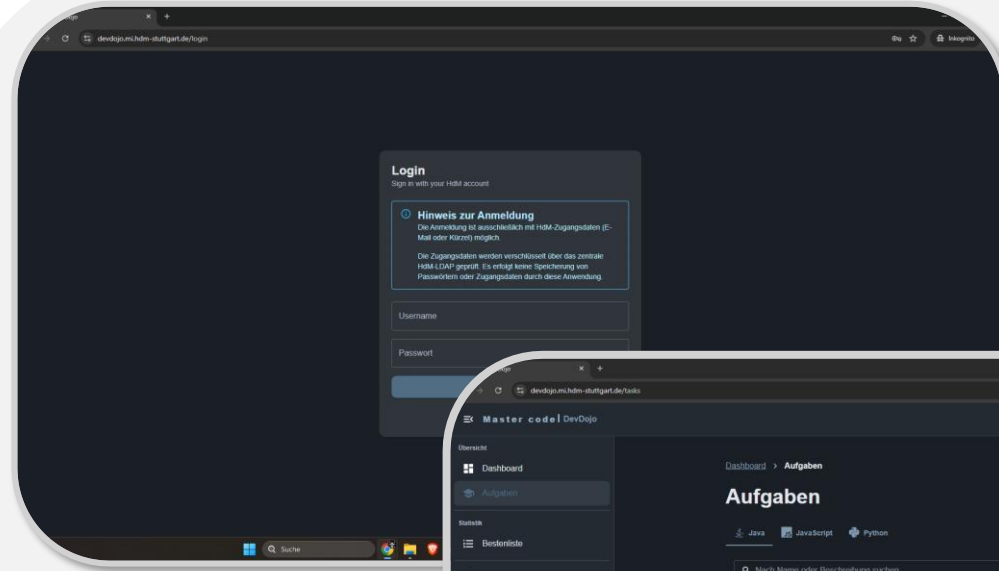 devdojo.mi.hdm-stuttgart.de/login
Inkognito
Login
Sign in with your HdM account
Hinweis zur Anmeldung
Die Anmeldung ist ausschließlich mit HdM-Zugangsdaten (E-
Mail oder Kürzel) möglich.
Die Zugangsdaten werden verschlüsselt über das zentrale
HdM-LDAP geprüft. Es erfolgt keine Speicherung von
Passwörtern oder Zugangsdaten durch diese Anwendung.
Username
Passwort
Suche
devdojo.mi.hdm-stuttgart.de/tasks
Master code| DevDojo
Übersicht
Dashboard
Aufgaben
Statistik
Bestenliste
Dashboard > Aufgaben
Aufgaben
Java JavaScript Python
Nach Name oder Beschreibung suchen